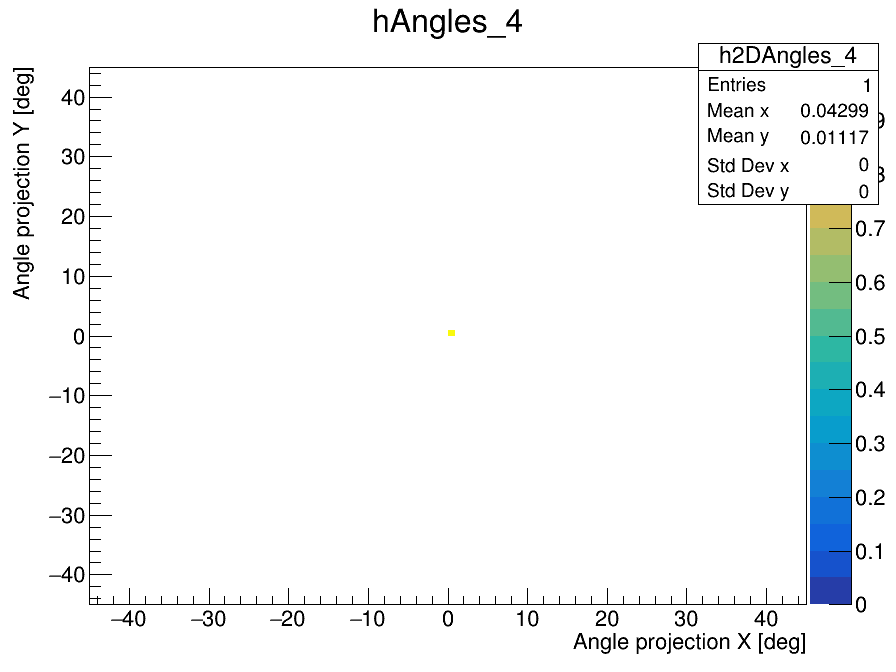 hAngles_4
h2DAngles_4
Entries 1
Mean x 0.04299
Mean y 0.01117
Std Dev x 0
Std Dev y 0
Angle projection Y [deg]
40
30
20
10
0
−10
−20
−30
−40
−40 −30 −20 −10 0 10 20 30 40
Angle projection X [deg]
0.7
0.6
0.5
0.4
0.3
0.2
0.1
0